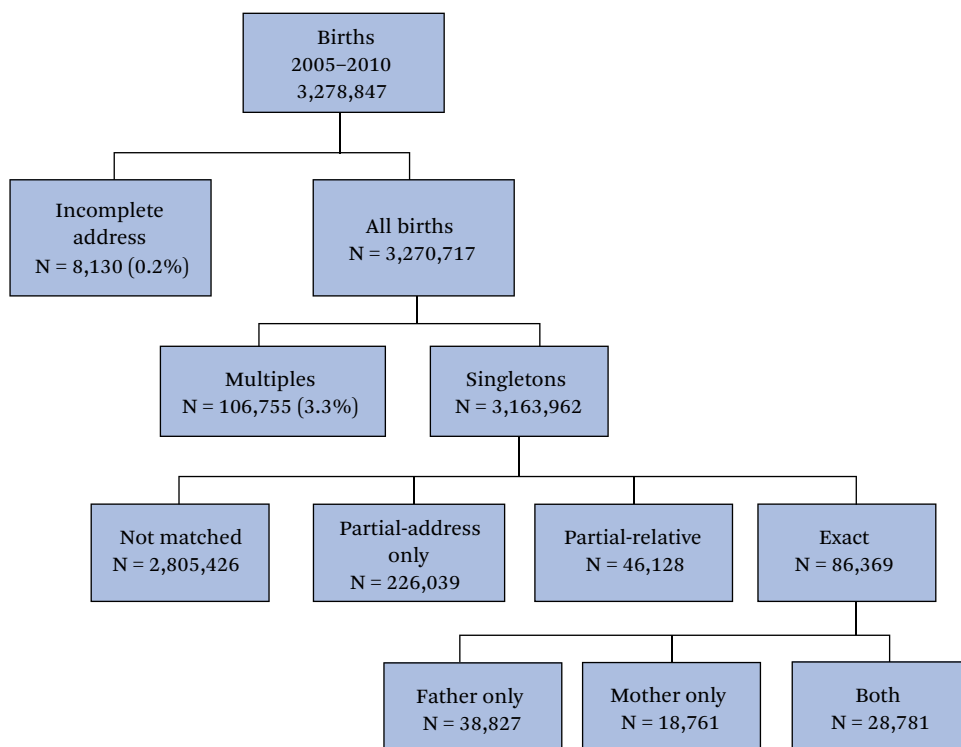 Births
2005–2010
3,278,847
Incomplete
address
N = 8,130 (0.2%)
All births
N = 3,270,717
Multiples
N = 106,755 (3.3%)
Singletons
N = 3,163,962
Not matched
N = 2,805,426
Partial-address
only
N = 226,039
Partial-relative
N = 46,128
Exact
N = 86,369
Father only
N = 38,827
Mother only
N = 18,761
Both
N = 28,781